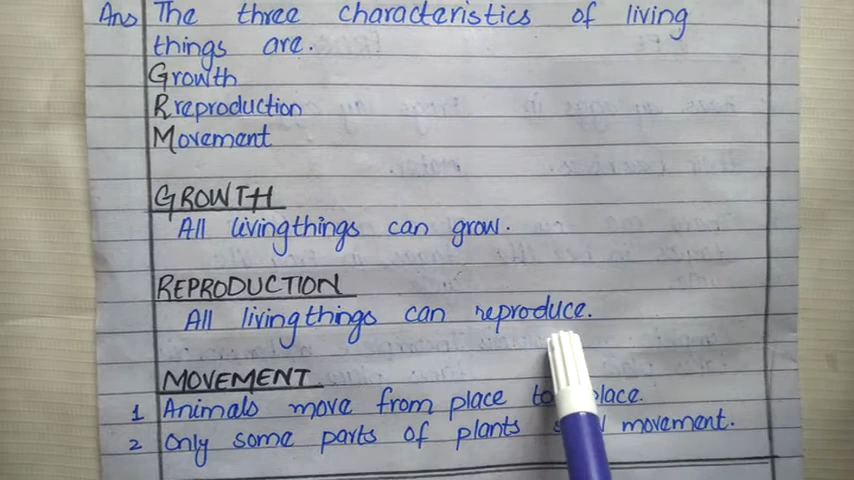 Ans The three characteristics of living
things are.
Growth
Rreproduction
Movement
GROWTH
All livingthings can grow.
REPRODUCTION
All livingthings can reproduce.
MOVEMENT
1 Animals move from place place.
2 Only some parts of plants movement.